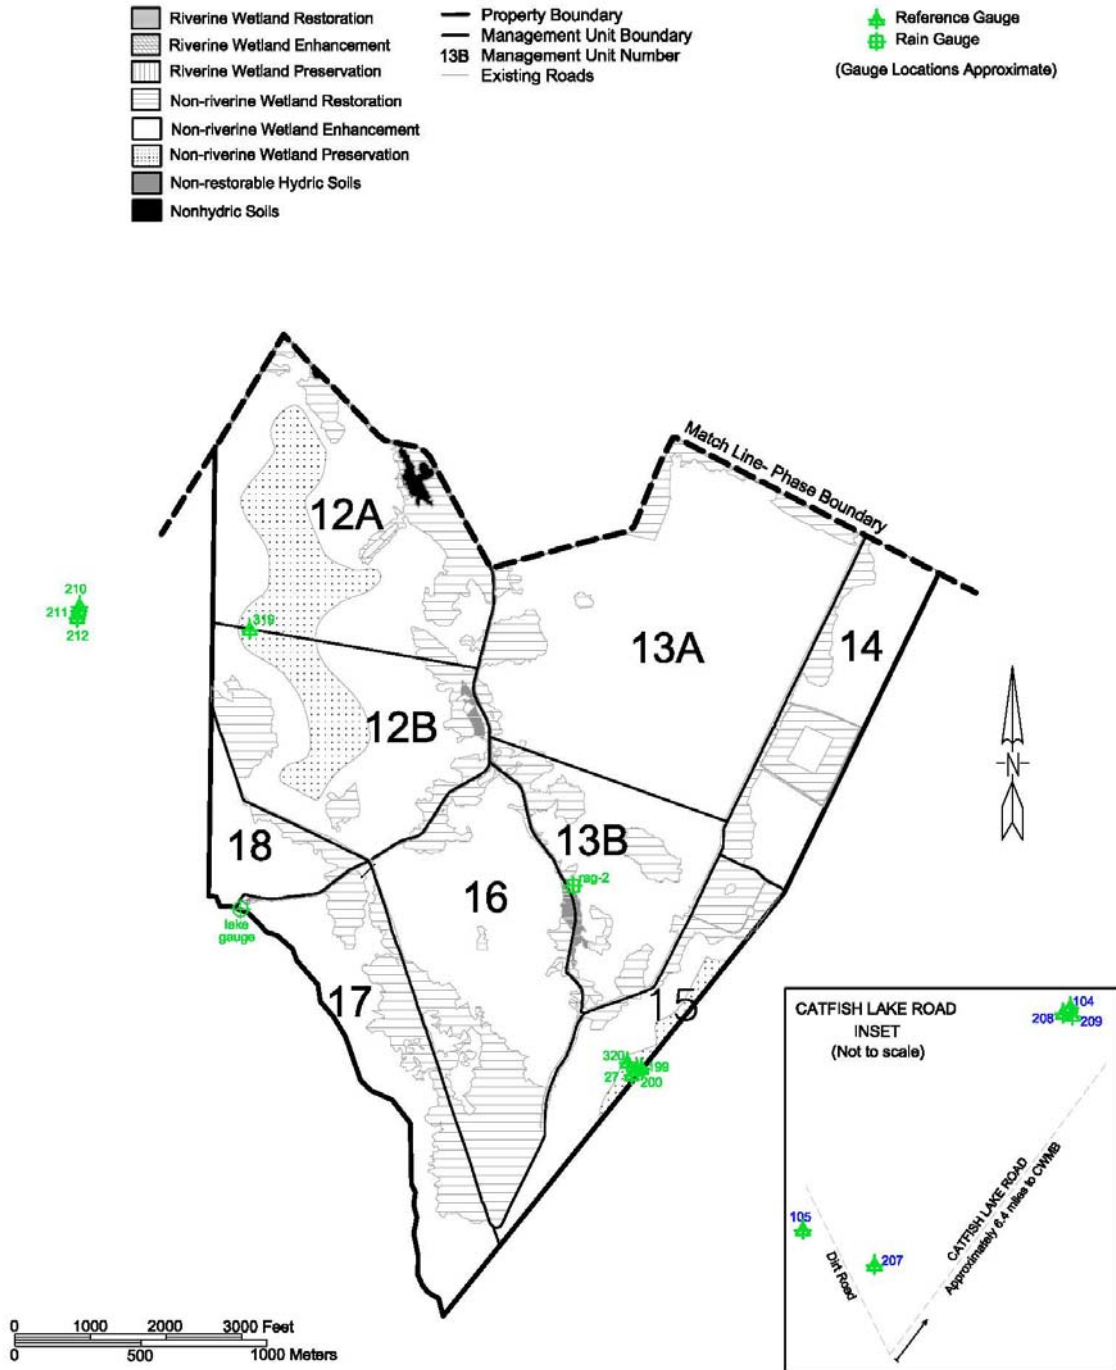 Riverine Wetland Restoration
Riverine Wetland Enhancement
Riverine Wetland Preservation
Non-riverine Wetland Restoration
Non-riverine Wetland Enhancement
Non-riverine Wetland Preservation
Non-restorable Hydric Soils
Nonhydric Soils
Property Boundary
Management Unit Boundary
13B Management Unit Number
Existing Roads
Reference Gauge
Rain Gauge
(Gauge Locations Approximate)
Match Line- Phase Boundary
12A
210
211
212
319
13A
14
12B
18
13B
rsg-2
16
lake
gauge
17
15
320
199
27
200
N
CATFISH LAKE ROAD
INSET
(Not to scale)
104
208
209
105
207
Dirt Road
CATFISH LAKE ROAD
Approximately 6.4 miles to CWMB
0 1000 2000 3000 Feet
0 500 1000 Meters